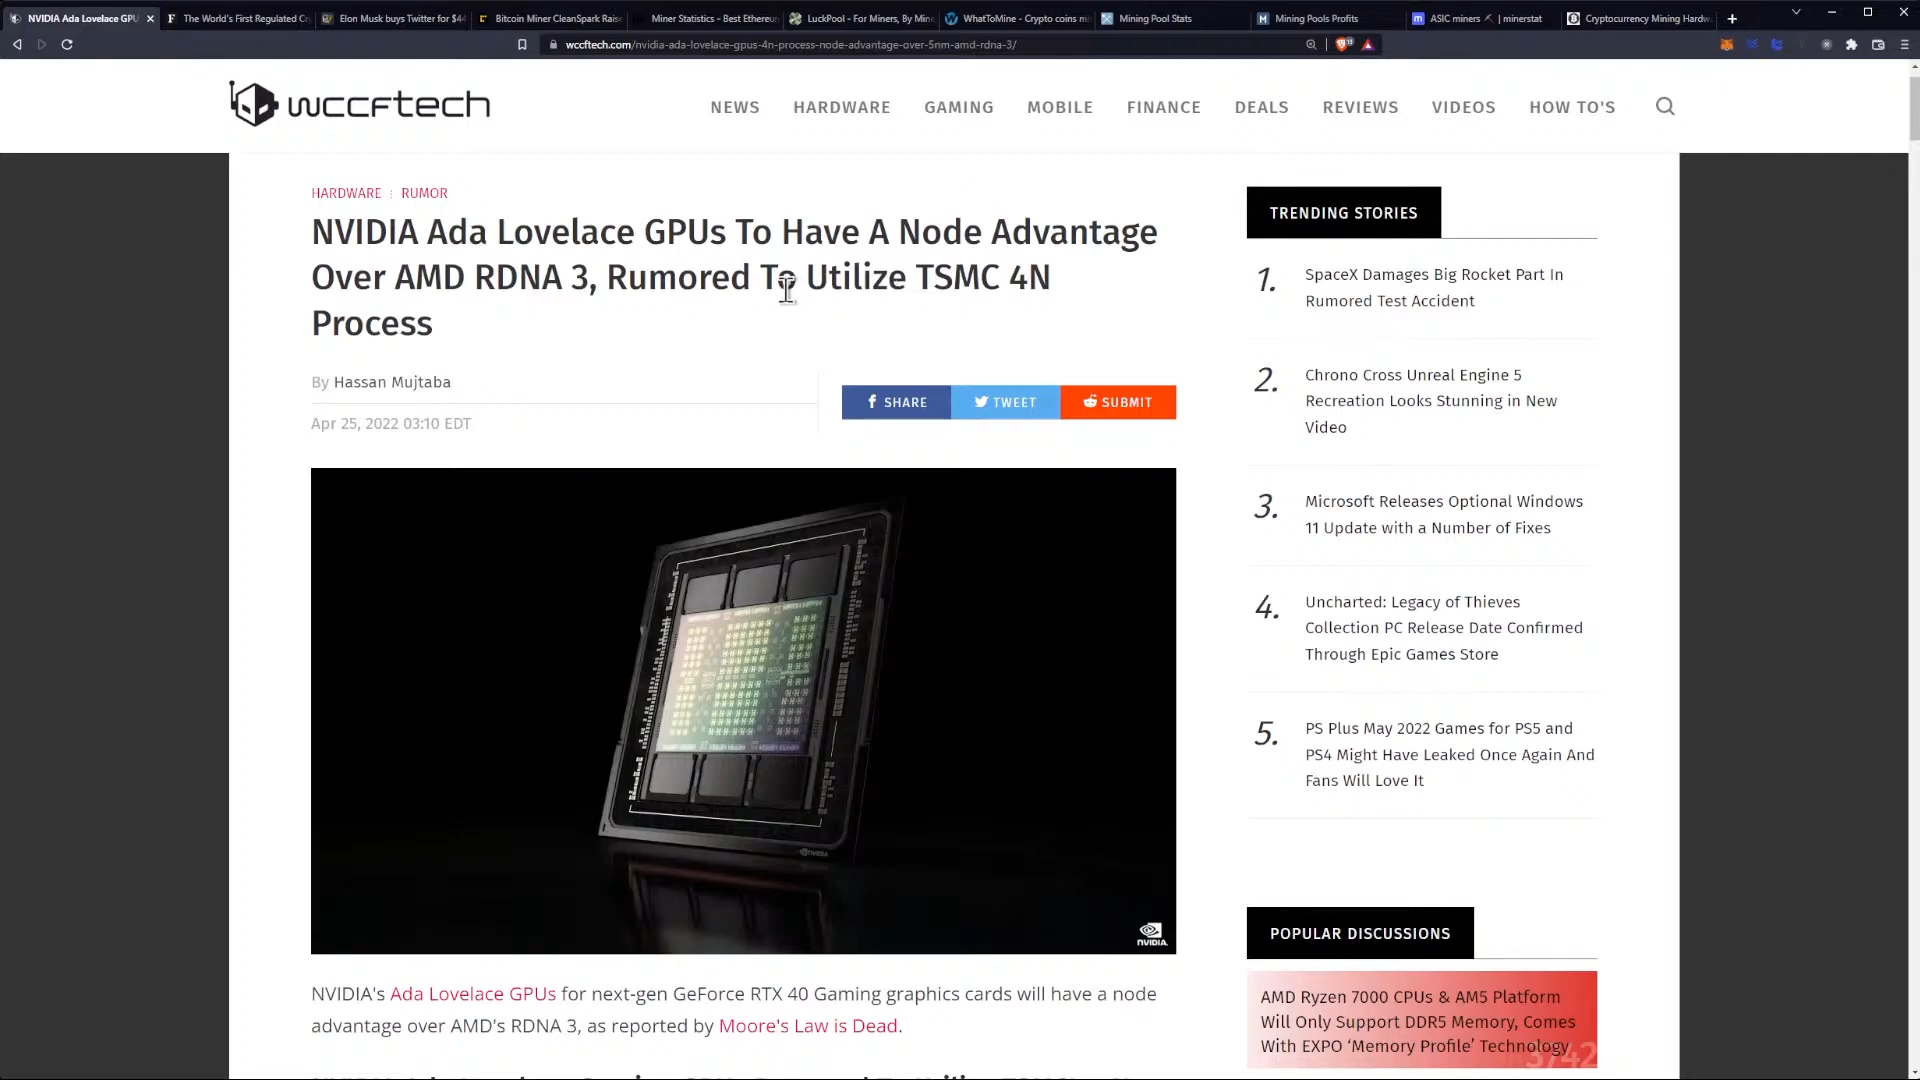 NVIDIA Ada Lovelace GPU
The World's First Regulated Cr
Elon Musk buys Twitter for $44
Bitcoin Miner CleanSpark Raise
Miner Statistics - Best Ethereum
LuckPool - For Miners, By Mine
WhatToMine - Crypto coins mi
Mining Pool Stats
Mining Pools Profits
ASIC miners ⛏ | minerstat
Cryptocurrency Mining Hardw
wccftech.com/nvidia-ada-lovelace-gpus-4n-process-node-advantage-over-5nm-amd-rdna-3/
wccftech
NEWS HARDWARE GAMING MOBILE FINANCE DEALS REVIEWS VIDEOS HOW TO'S
HARDWARE RUMOR
NVIDIA Ada Lovelace GPUs To Have A Node Advantage
Over AMD RDNA 3, Rumored To Utilize TSMC 4N
Process
By Hassan Mujtaba
Apr 25, 2022 03:10 EDT
SHARE
TWEET
SUBMIT
NVIDIA.
NVIDIA's Ada Lovelace GPUs for next-gen GeForce RTX 40 Gaming graphics cards will have a node
advantage over AMD's RDNA 3, as reported by Moore's Law is Dead.
TRENDING STORIES
1. SpaceX Damages Big Rocket Part In
Rumored Test Accident
2. Chrono Cross Unreal Engine 5
Recreation Looks Stunning in New
Video
3. Microsoft Releases Optional Windows
11 Update with a Number of Fixes
4. Uncharted: Legacy of Thieves
Collection PC Release Date Confirmed
Through Epic Games Store
5. PS Plus May 2022 Games for PS5 and
PS4 Might Have Leaked Once Again And
Fans Will Love It
POPULAR DISCUSSIONS
AMD Ryzen 7000 CPUs & AM5 Platform
Will Only Support DDR5 Memory, Comes
With EXPO ‘Memory Profile’ Technology
3742